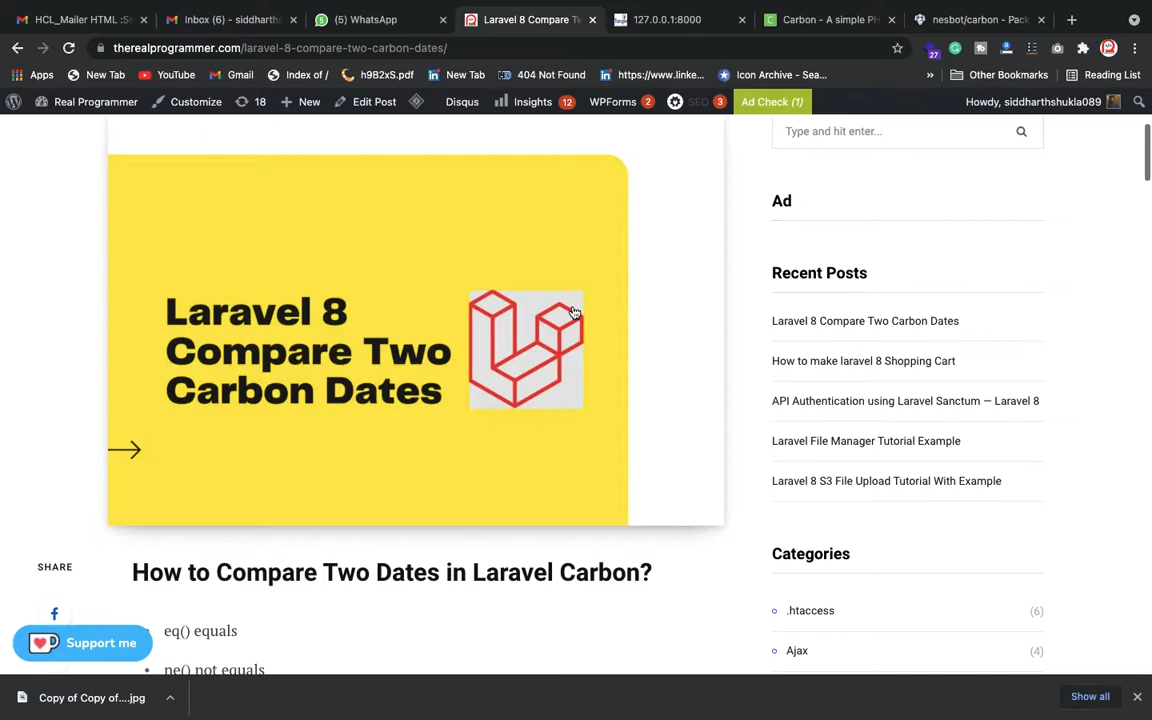 HCL_Mailer HTML :Se
Inbox (6) - siddharths
(5) WhatsApp
Laravel 8 Compare Tw
127.0.0.1:8000
Carbon - A simple PH
nesbot/carbon - Pack
therealprogrammer.com/laravel-8-compare-two-carbon-dates/
27
Apps
New Tab
YouTube
Gmail
Index of /
h9B2xS.pdf
New Tab
404 Not Found
https://www.linke...
Icon Archive - Sea...
»
Other Bookmarks
Reading List
Real Programmer
Customize
18
New
Edit Post
Disqus
Insights 12
WPForms 2
SEO 3
Ad Check (1)
Howdy, siddharthshukla089
Laravel 8
Compare Two
Carbon Dates
Type and hit enter...
Ad
Recent Posts
Laravel 8 Compare Two Carbon Dates
How to make laravel 8 Shopping Cart
API Authentication using Laravel Sanctum — Laravel 8
Laravel File Manager Tutorial Example
Laravel 8 S3 File Upload Tutorial With Example
Categories
.htaccess (6)
Ajax (4)
SHARE
How to Compare Two Dates in Laravel Carbon?
• eq() equals
• ne() not equals
Support me
Copy of Copy of....jpg
Show all